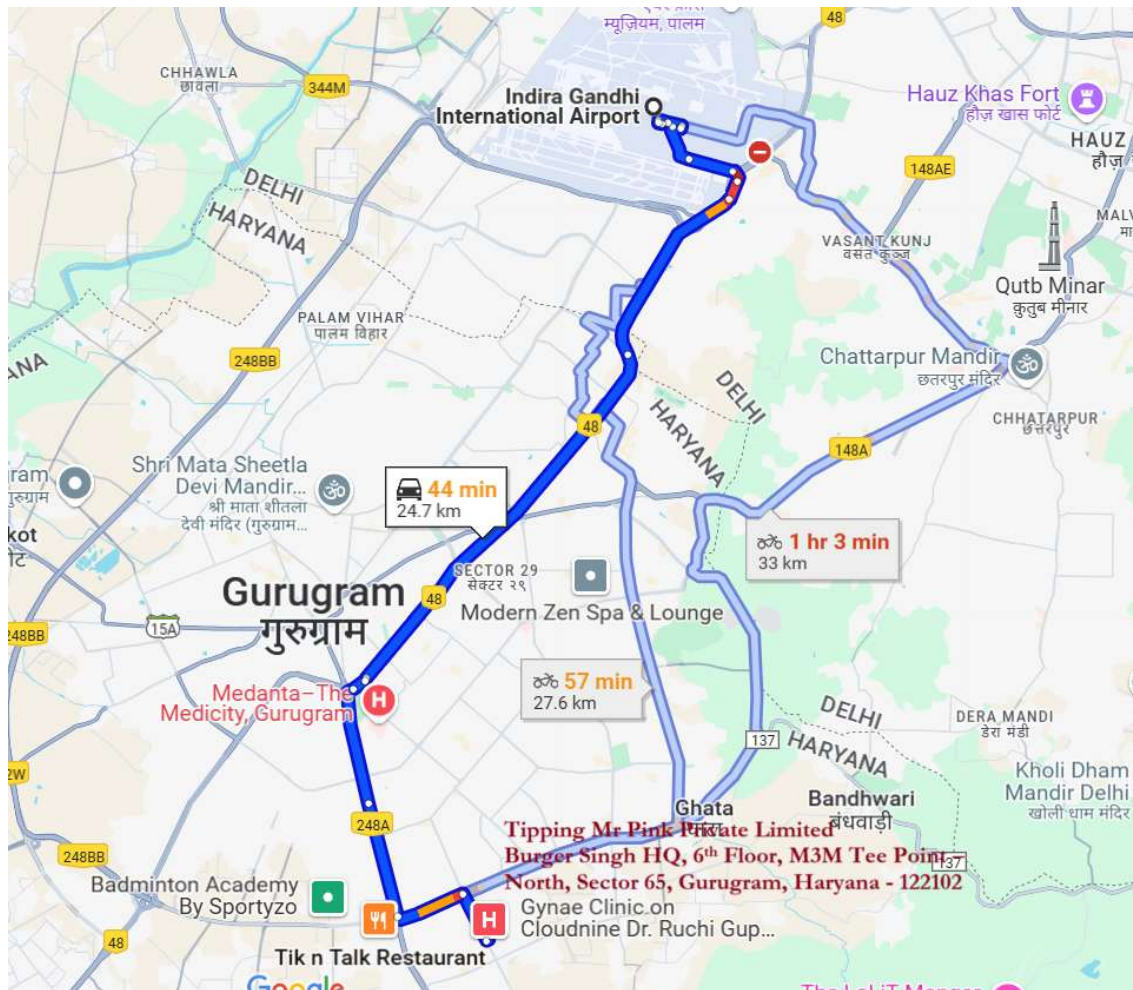 म्यूज़ियम, पालम
48
CHHAWLA
छावला
344M
Indira Gandhi
International Airport
Hauz Khas Fort
हौज़ खास फोर्ट
HAUZ
हौज़
148AE
DELHI
HARYANA
VASANT KUNJ
वसंत कुञ्ज
Qutb Minar
क़ुतुब मीनार
PALAM VIHAR
पालम विहार
248BB
ANA
Chattarpur Mandir
छतरपुर मंदिर
DELHI
HARYANA
CHHATARPUR
छत्तरपुर
48
148A
Shri Mata Sheetla
Devi Mandir...
श्री माता शीतला
देवी मंदिर (गुरुग्राम...
gram
गुरुग्राम
44 min
24.7 km
kot
कोट
1 hr 3 min
33 km
SECTOR 29
सेक्टर २९
Modern Zen Spa & Lounge
48
Gurugram
गुरुग्राम
15A
248BB
57 min
27.6 km
Medanta–The
Medicity, Gurugram
DELHI
HARYANA
DERA MANDI
डेरा मंडी
137
2W
Kholi Dham
Mandir Delhi
खोली धाम मंदिर
Ghata
Bandhwari
बंधवाड़ी
248A
Tipping Mr Pink Private Limited
Burger Singh HQ, 6th Floor, M3M Tee Point –
North, Sector 65, Gurugram, Haryana - 122102
137
248BB
Badminton Academy
By Sportyzo
Gynae Clinic on
Cloudnine Dr. Ruchi Gup...
48
Tik n Talk Restaurant
Google